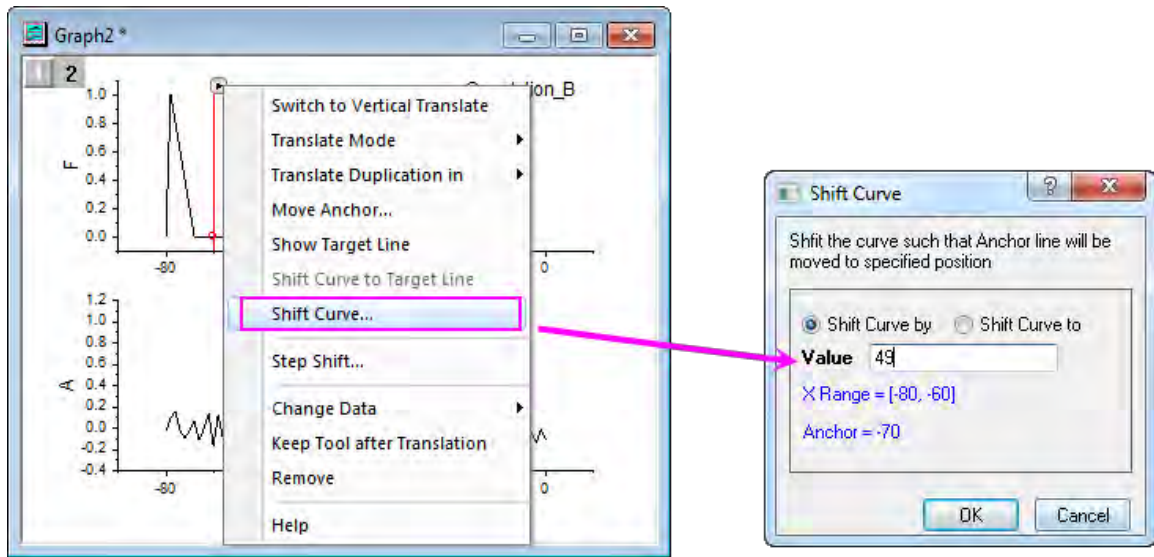 Graph2 *
1 2
1.0
0.8
0.6
0.4
0.2
0.0
F
-80
0
ion_B
1.2
1.0
0.8
0.6
0.4
0.2
0.0
-0.2
-0.4
A
-80
0
Switch to Vertical Translate
Translate Mode
Translate Duplication in
Move Anchor...
Show Target Line
Shift Curve to Target Line
Shift Curve...
Step Shift...
Change Data
Keep Tool after Translation
Remove
Help
Shift Curve
Shfit the curve such that Anchor line will be
moved to specified position
Shift Curve by Shift Curve to
Value 49
X Range = [-80, -60]
Anchor = -70
OK Cancel